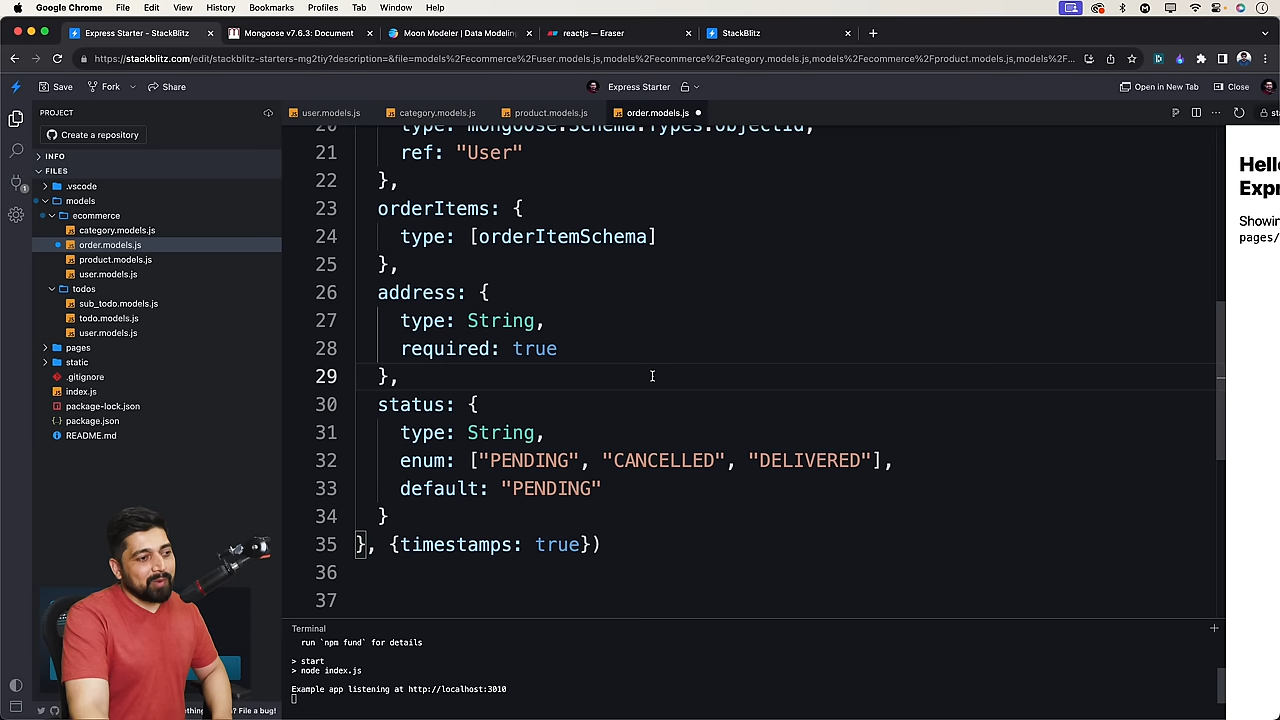 Google Chrome File Edit View History Bookmarks Profiles Tab Window Help
Express Starter - StackBlitz
Mongoose v7.6.3: Document
Moon Modeler | Data Modeling
reactjs — Eraser
StackBlitz
https://stackblitz.com/edit/stackblitz-starters-mg2tiy?description=&file=models%2Fecommerce%2Fuser.models.js,models%2Fecommerce%2Fcategory.models.js,models%2Fecommerce%2Fproduct.models.js,models%2Fecommerce%2Fo...
Save Fork Share
Express Starter
Open in New Tab Close
PROJECT
Create a repository
INFO
FILES
.vscode
models
ecommerce
category.models.js
order.models.js
product.models.js
user.models.js
todos
sub_todo.models.js
todo.models.js
user.models.js
pages
static
.gitignore
index.js
package-lock.json
package.json
README.md
user.models.js category.models.js product.models.js order.models.js
20 type: mongoose.Schema.Types.ObjectId,
21 ref: "User"
22 },
23 orderItems: {
24 type: [orderItemSchema]
25 },
26 address: {
27 type: String,
28 required: true
29 },
30 status: {
31 type: String,
32 enum: ["PENDING", "CANCELLED", "DELIVERED"],
33 default: "PENDING"
34 }
35 }, {timestamps: true})
36
37
Terminal
run `npm fund` for details
> start
> node index.js
Example app listening at http://localhost:3010
? File a bug!
Showin
pages/